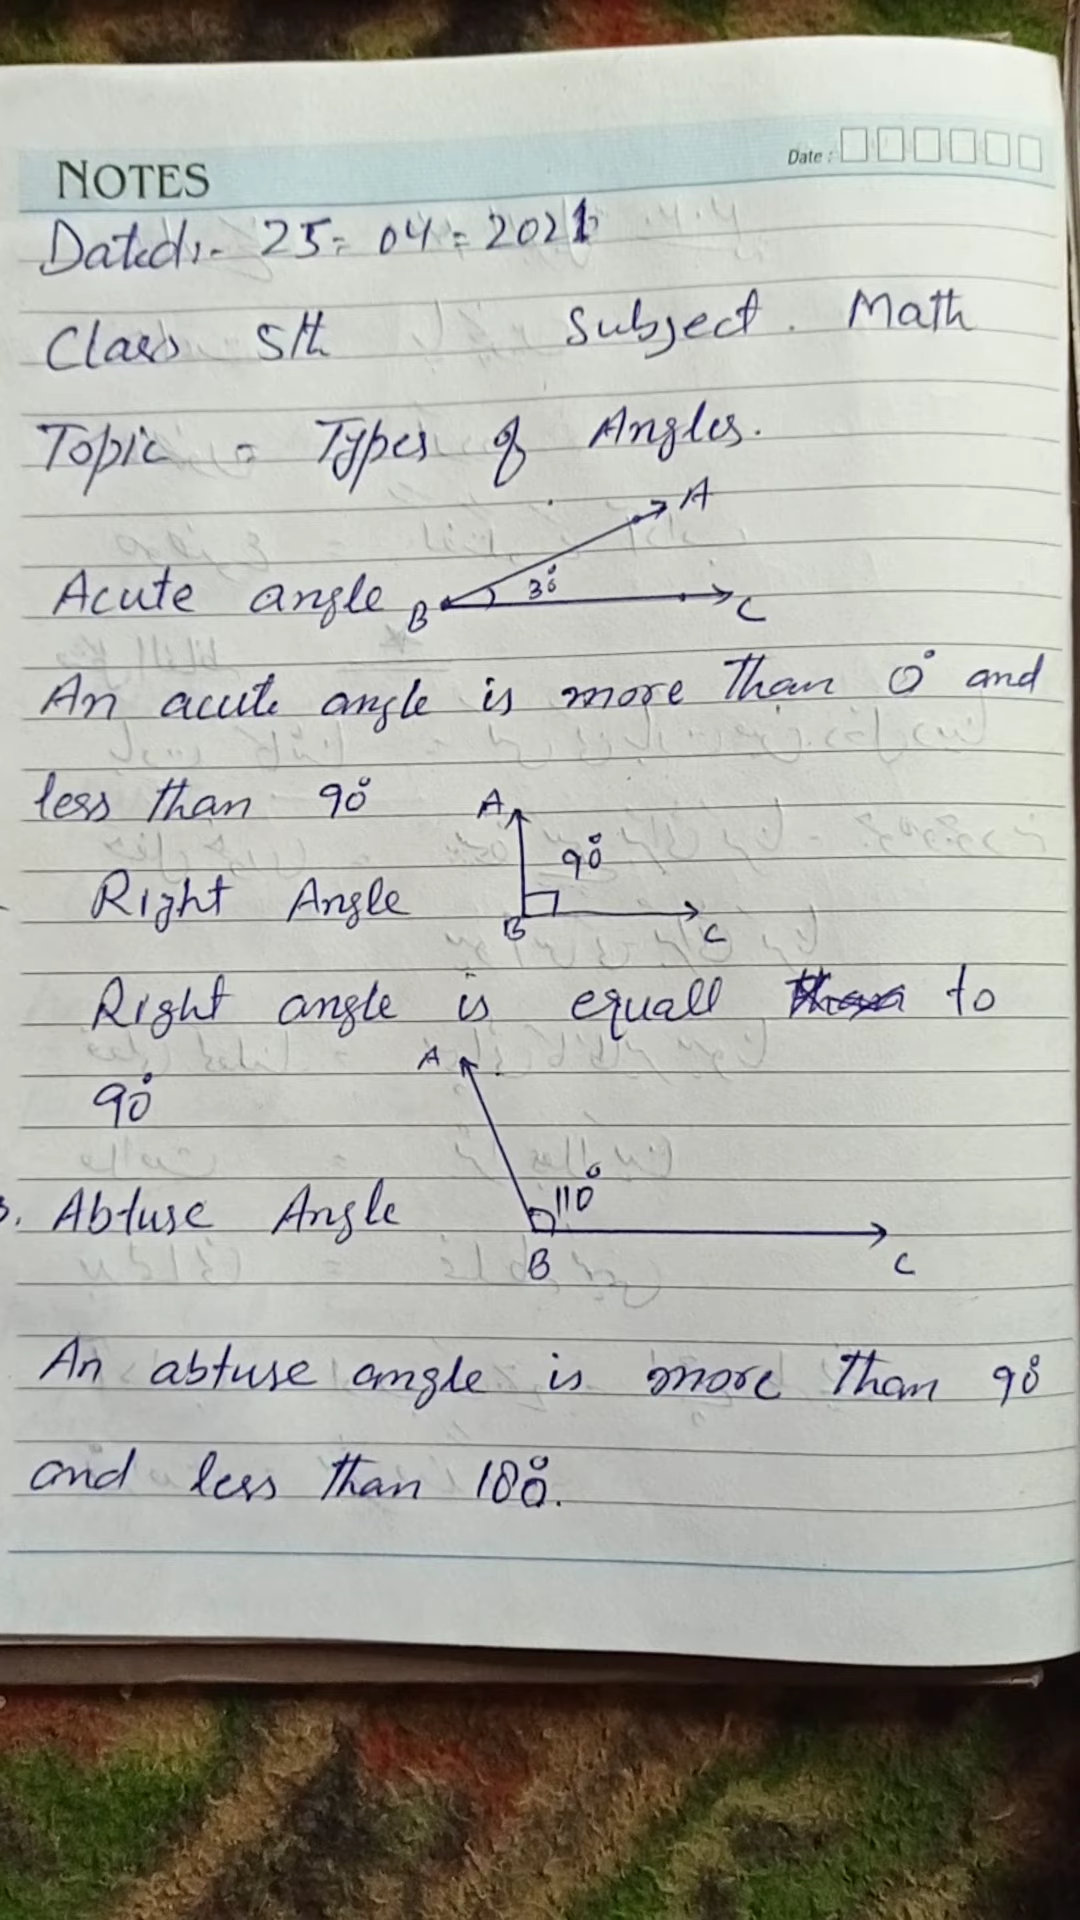 NOTES
Date:
Dated:- 25-04-2021
Class 5th Subject. Math
Topic = Types of Angles.
A
Acute angle B 30° C
An acute angle is more than 0° and
less than 90° A
90°
Right Angle B C
Right angle is equall to
A
90°
3. Abtuse Angle 110°
B C
An abtuse angle is more than 90°
and less than 180°.